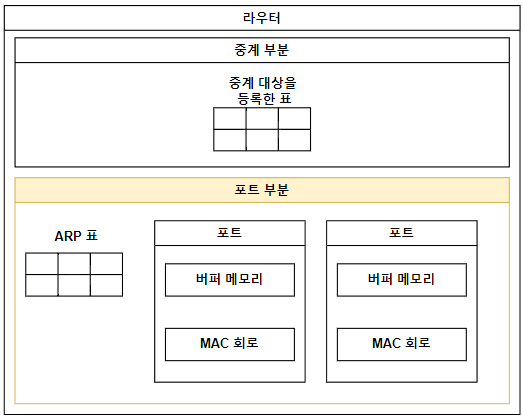 라우터
중계 부분
중계 대상을
등록한 표
포트 부분
ARP 표
포트
버퍼 메모리
MAC 회로
포트
버퍼 메모리
MAC 회로